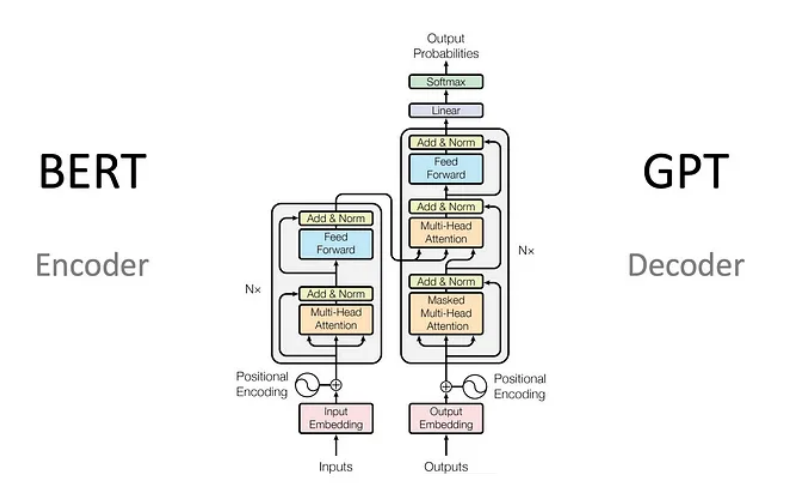 BERT
Encoder
Output
Probabilities
Softmax
Linear
Add & Norm
Feed
Forward
Add & Norm
Multi-Head
Attention
Add & Norm
Masked
Multi-Head
Attention
Nx
Add & Norm
Feed
Forward
Add & Norm
Multi-Head
Attention
Nx
Positional
Encoding
Positional
Encoding
Input
Embedding
Output
Embedding
Inputs
Outputs
GPT
Decoder